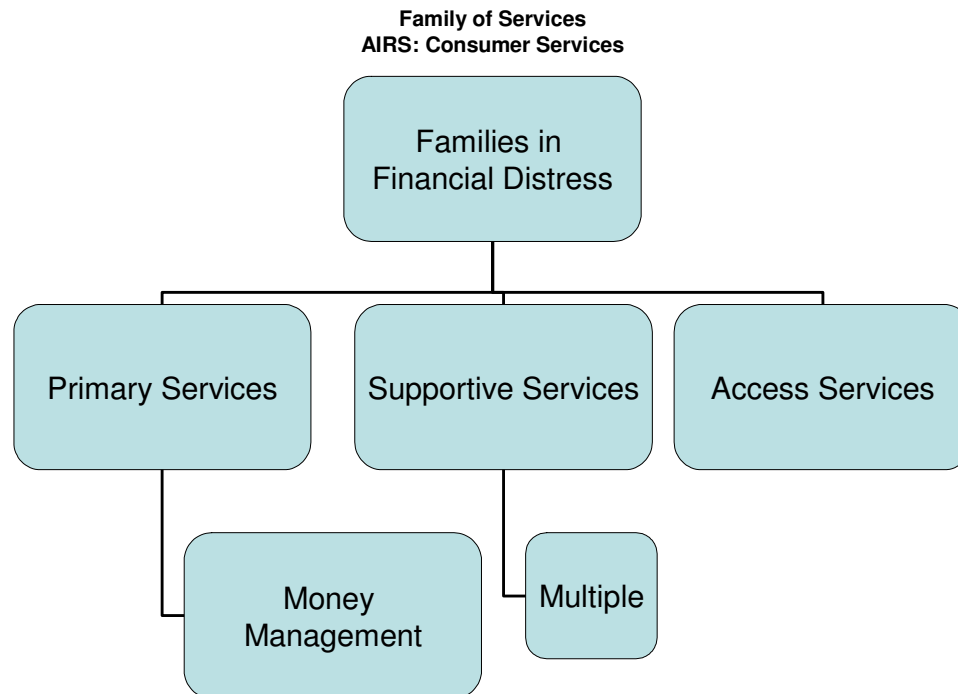 Family of Services
AIRS: Consumer Services
Families in
Financial Distress
Primary Services
Supportive Services
Access Services
Money
Management
Multiple